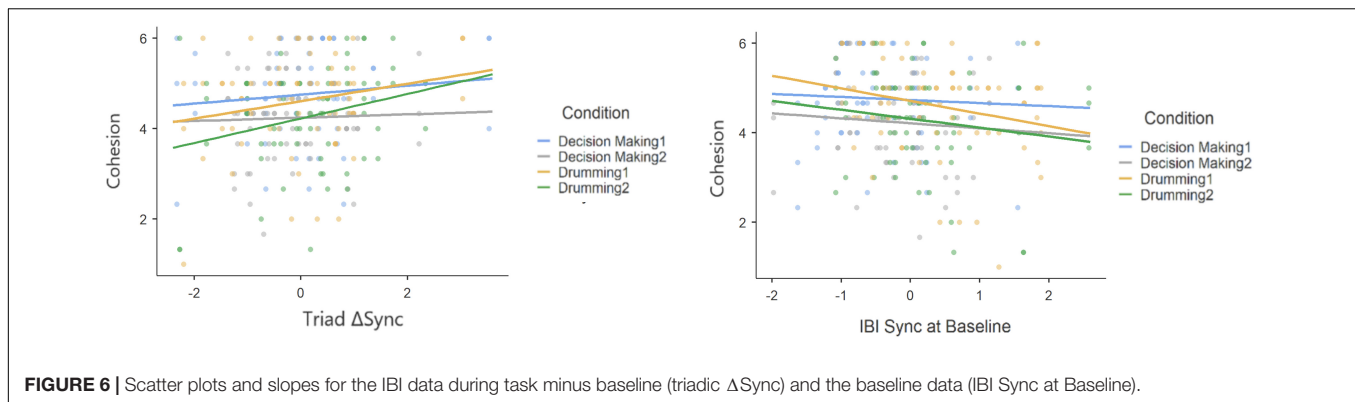 6
4
2
Cohesion
-2
0
2
Triad ΔSync
Condition
Decision Making1
Decision Making2
Drumming1
Drumming2
6
4
2
Cohesion
-2
-1
0
1
2
IBI Sync at Baseline
Condition
Decision Making1
Decision Making2
Drumming1
Drumming2
FIGURE 6 | Scatter plots and slopes for the IBI data during task minus baseline (triadic ΔSync) and the baseline data (IBI Sync at Baseline).